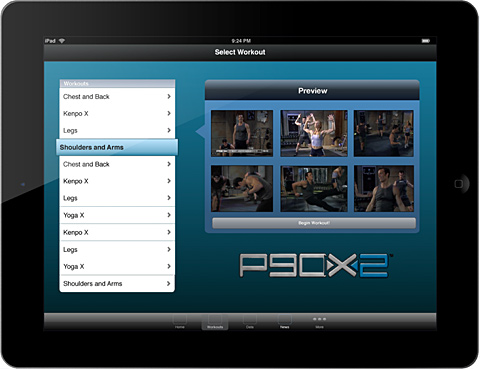 iPad
9:24 PM
Select Workout
Workouts
Chest and Back
Kenpo X
Legs
Shoulders and Arms
Chest and Back
Kenpo X
Legs
Yoga X
Kenpo X
Legs
Yoga X
Shoulders and Arms
Preview
Begin Workout!
P90X2
Home
Workouts
Data
News
More